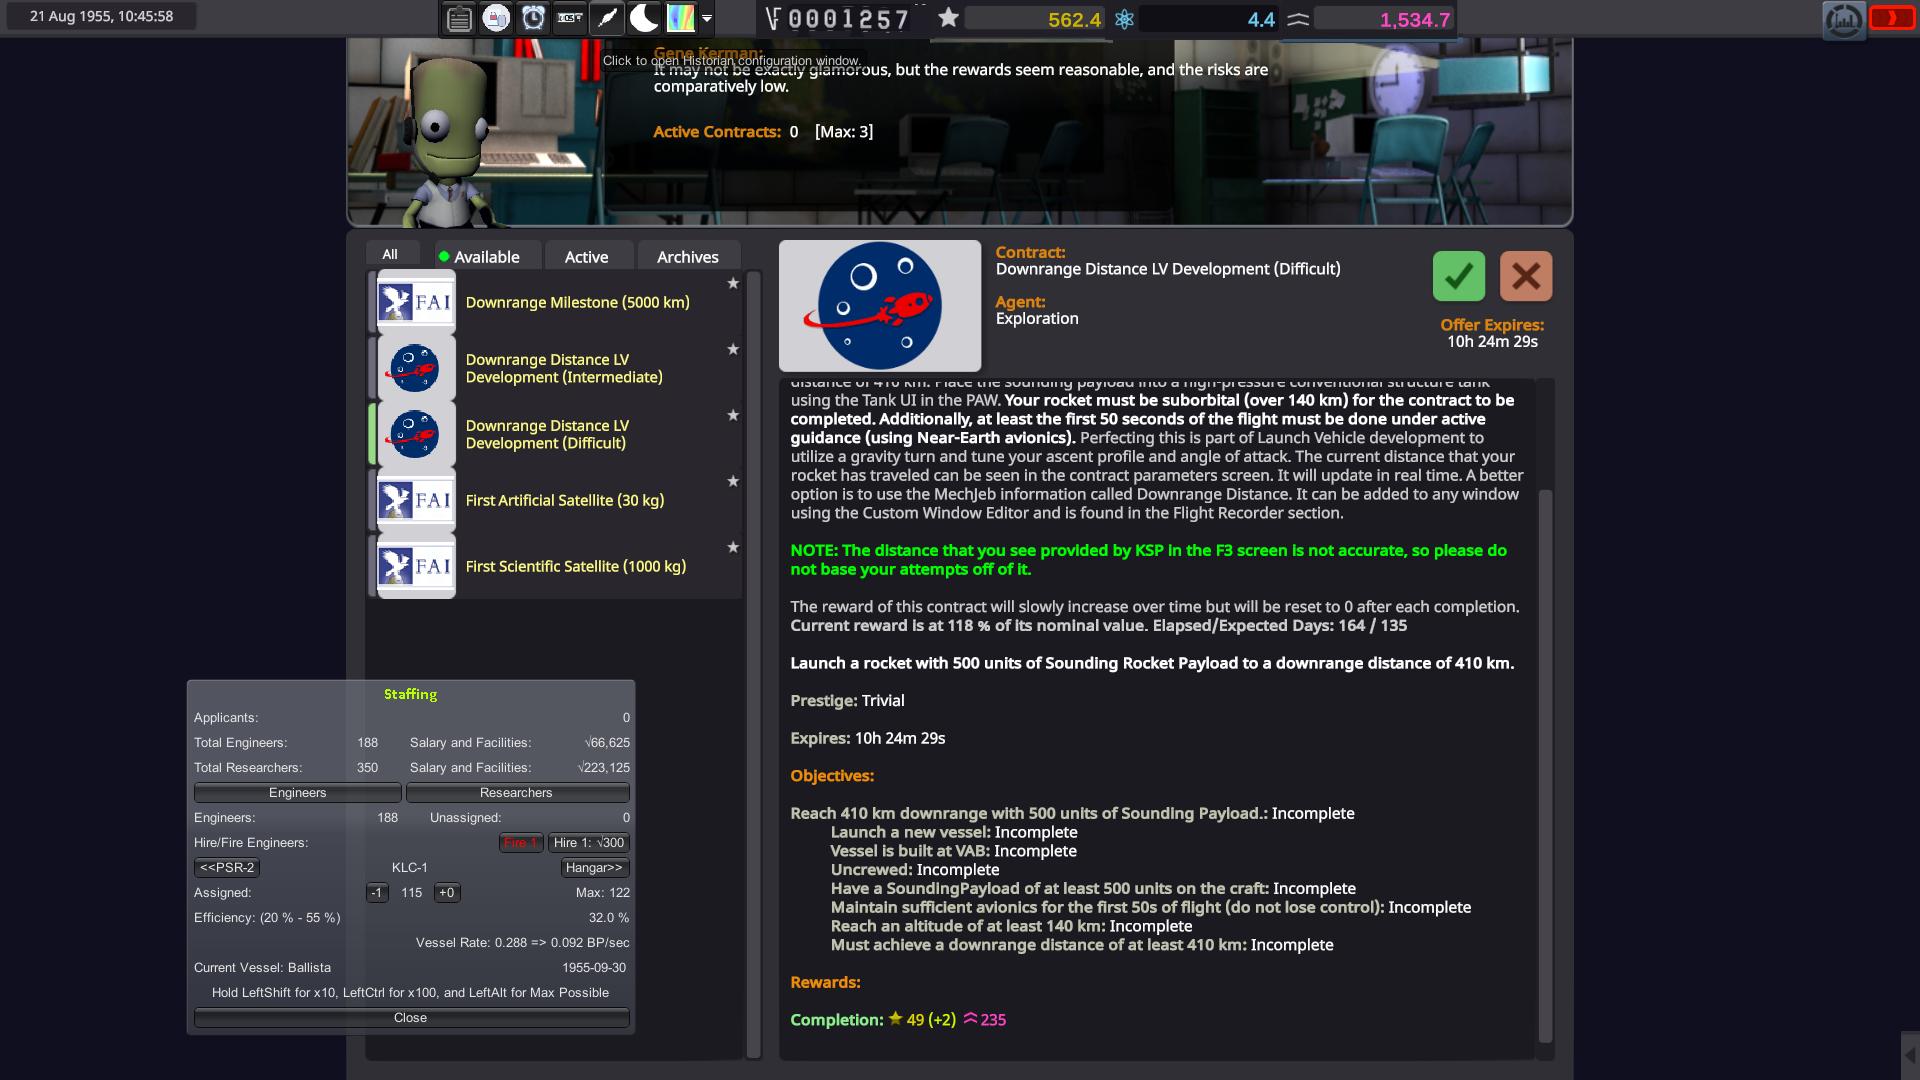 21 Aug 1955, 10:45:58
0001257
562.4
4.4
1,534.7
Gene Kerman:
Click to open Historian configuration window.
It may not be exactly glamorous, but the rewards seem reasonable, and the risks are
comparatively low.
Active Contracts: 0 [Max: 3]
All
Available
Active
Archives
FAI
Downrange Milestone (5000 km)
Downrange Distance LV
Development (Intermediate)
Downrange Distance LV
Development (Difficult)
FAI
First Artificial Satellite (30 kg)
FAI
First Scientific Satellite (1000 kg)
Contract:
Downrange Distance LV Development (Difficult)
Agent:
Exploration
Offer Expires:
10h 24m 29s
distance of 410 km. Place the sounding payload into a high-pressure conventional structure tank
using the Tank UI in the PAW. Your rocket must be suborbital (over 140 km) for the contract to be
completed. Additionally, at least the first 50 seconds of the flight must be done under active
guidance (using Near-Earth avionics). Perfecting this is part of Launch Vehicle development to
utilize a gravity turn and tune your ascent profile and angle of attack. The current distance that your
rocket has traveled can be seen in the contract parameters screen. It will update in real time. A better
option is to use the MechJeb information called Downrange Distance. It can be added to any window
using the Custom Window Editor and is found in the Flight Recorder section.
NOTE: The distance that you see provided by KSP in the F3 screen is not accurate, so please do
not base your attempts off of it.
The reward of this contract will slowly increase over time but will be reset to 0 after each completion.
Current reward is at 118 % of its nominal value. Elapsed/Expected Days: 164 / 135
Launch a rocket with 500 units of Sounding Rocket Payload to a downrange distance of 410 km.
Prestige: Trivial
Expires: 10h 24m 29s
Objectives:
Reach 410 km downrange with 500 units of Sounding Payload.: Incomplete
Launch a new vessel: Incomplete
Vessel is built at VAB: Incomplete
Uncrewed: Incomplete
Have a SoundingPayload of at least 500 units on the craft: Incomplete
Maintain sufficient avionics for the first 50s of flight (do not lose control): Incomplete
Reach an altitude of at least 140 km: Incomplete
Must achieve a downrange distance of at least 410 km: Incomplete
Rewards:
Completion: 49 (+2) 235
Staffing
Applicants: 0
Total Engineers: 188 Salary and Facilities: √66,625
Total Researchers: 350 Salary and Facilities: √223,125
Engineers Researchers
Engineers: 188 Unassigned: 0
Hire/Fire Engineers: Fire 1 Hire 1: √300
<<PSR-2 KLC-1 Hangar>>
Assigned: -1 115 +0 Max: 122
Efficiency: (20 % - 55 %) 32.0 %
Vessel Rate: 0.288 => 0.092 BP/sec
Current Vessel: Ballista 1955-09-30
Hold LeftShift for x10, LeftCtrl for x100, and LeftAlt for Max Possible
Close